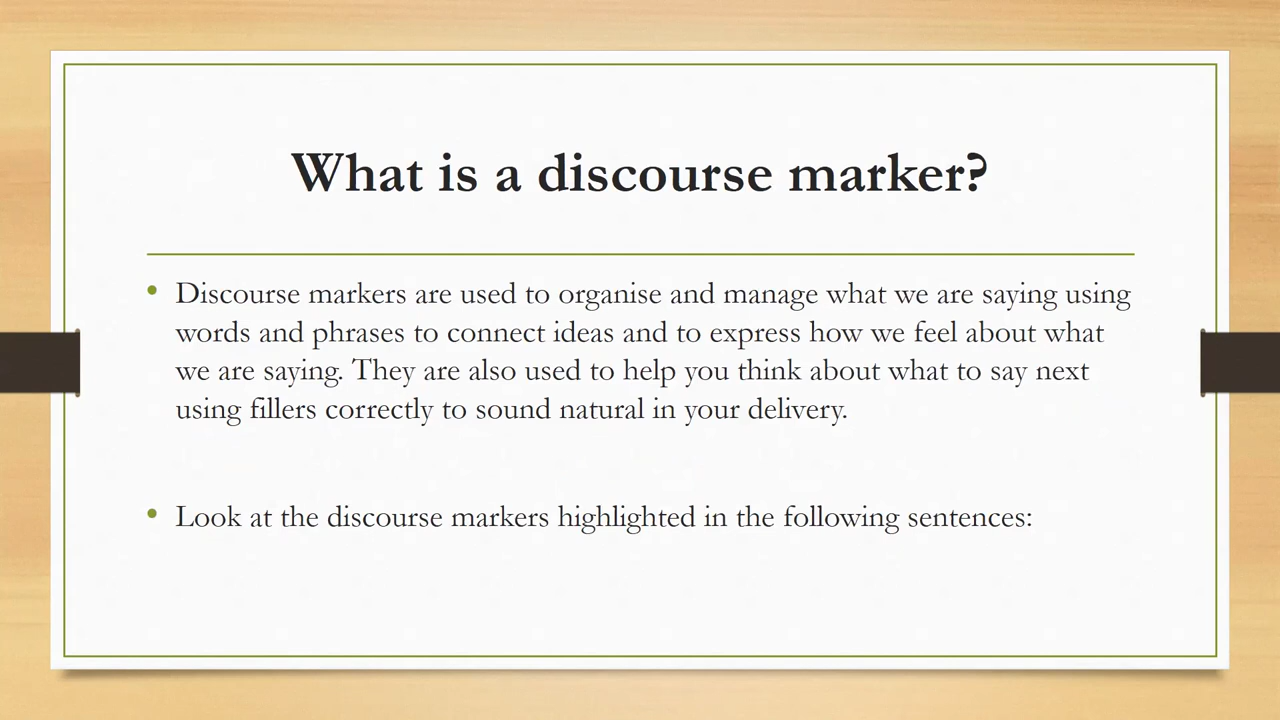 What is a discourse marker?
• Discourse markers are used to organise and manage what we are saying using
words and phrases to connect ideas and to express how we feel about what
we are saying. They are also used to help you think about what to say next
using fillers correctly to sound natural in your delivery.
• Look at the discourse markers highlighted in the following sentences: